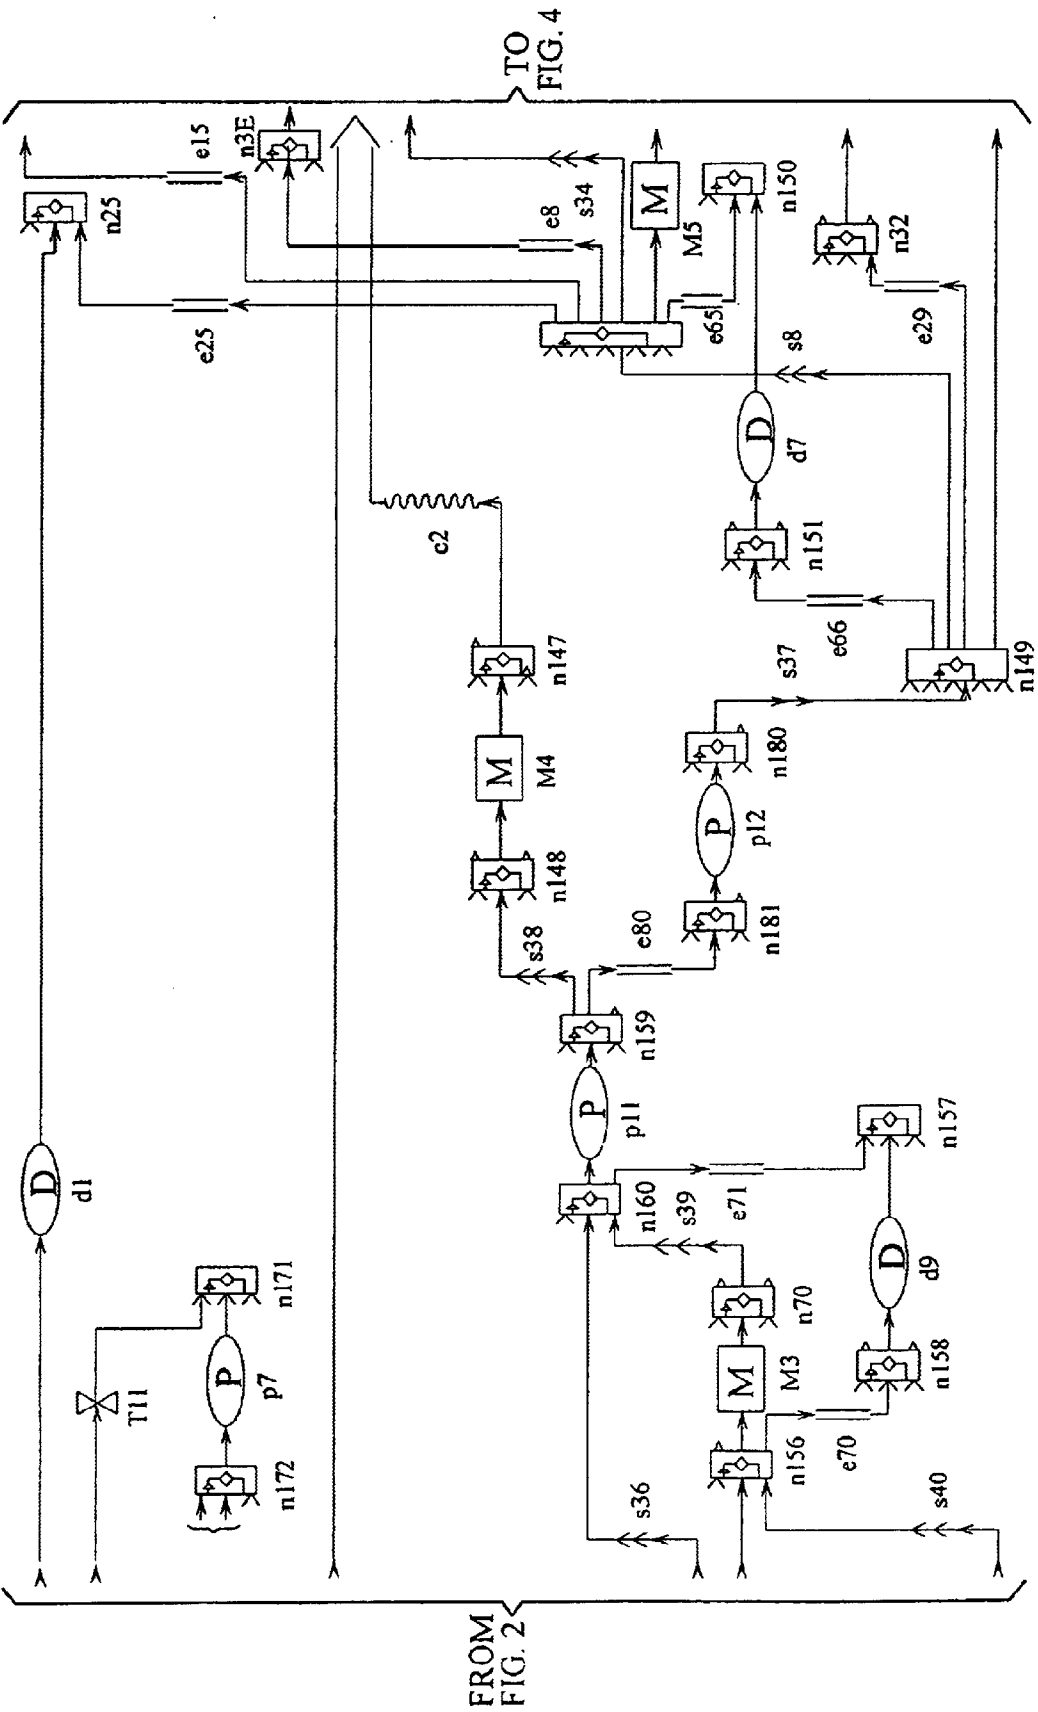 TO
FIG. 4
e15
n3E
n25
s34
e8
M
M5
n150
n32
e25
e65
s8
e29
D
d7
c2
n151
n147
e66
s37
n149
M
M4
n180
n148
P
p12
s38
e80
n181
n159
P
p11
n157
D
d1
n160
s39
e71
n171
n70
D
d9
T11
P
p7
M
M3
n158
n172
n156
e70
s36
s40
FROM
FIG. 2